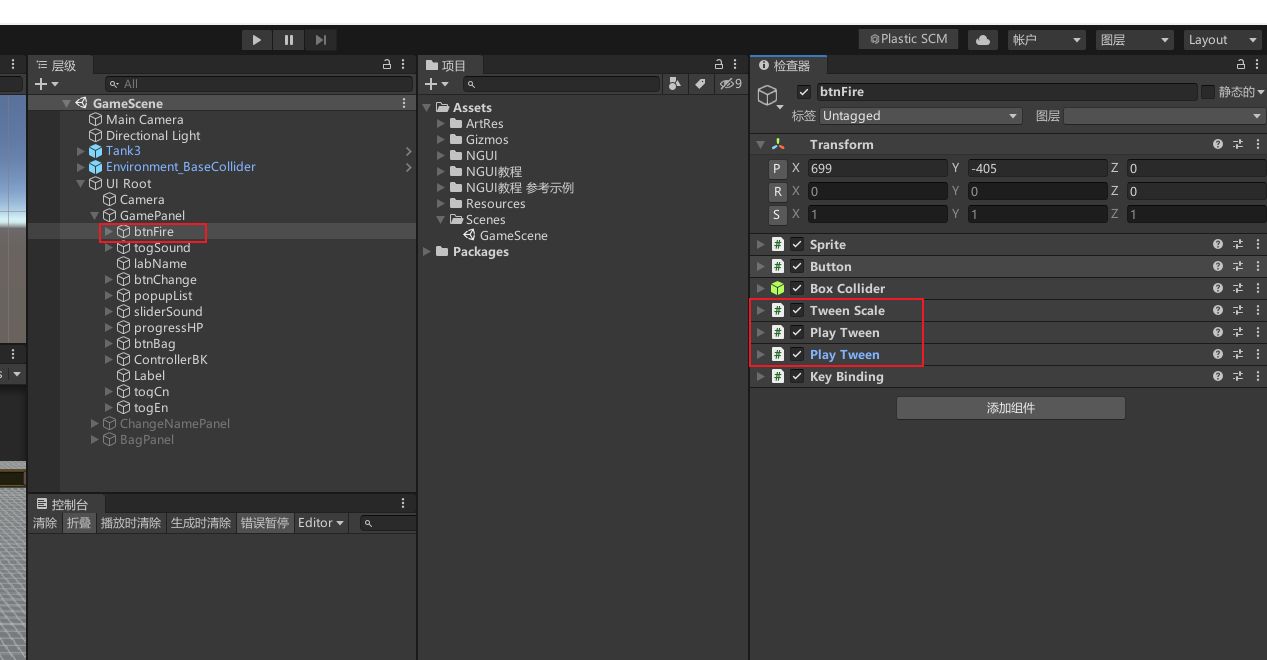 Plastic SCM 帐户 图层 Layout
层级
All
GameScene
Main Camera
Directional Light
Tank3
Environment_BaseCollider
UI Root
Camera
GamePanel
btnFire
togSound
labName
btnChange
popupList
sliderSound
progressHP
btnBag
ControllerBK
Label
togCn
togEn
ChangeNamePanel
BagPanel
控制台
清除 折叠 播放时清除 生成时清除 错误暂停 Editor
项目
9
Assets
ArtRes
Gizmos
NGUI
NGUI教程
NGUI教程 参考示例
Resources
Scenes
GameScene
Packages
检查器
btnFire 静态的
标签 Untagged 图层
Transform
P X 699 Y -405 Z 0
R X 0 Y 0 Z 0
S X 1 Y 1 Z 1
Sprite
Button
Box Collider
Tween Scale
Play Tween
Play Tween
Key Binding
添加组件